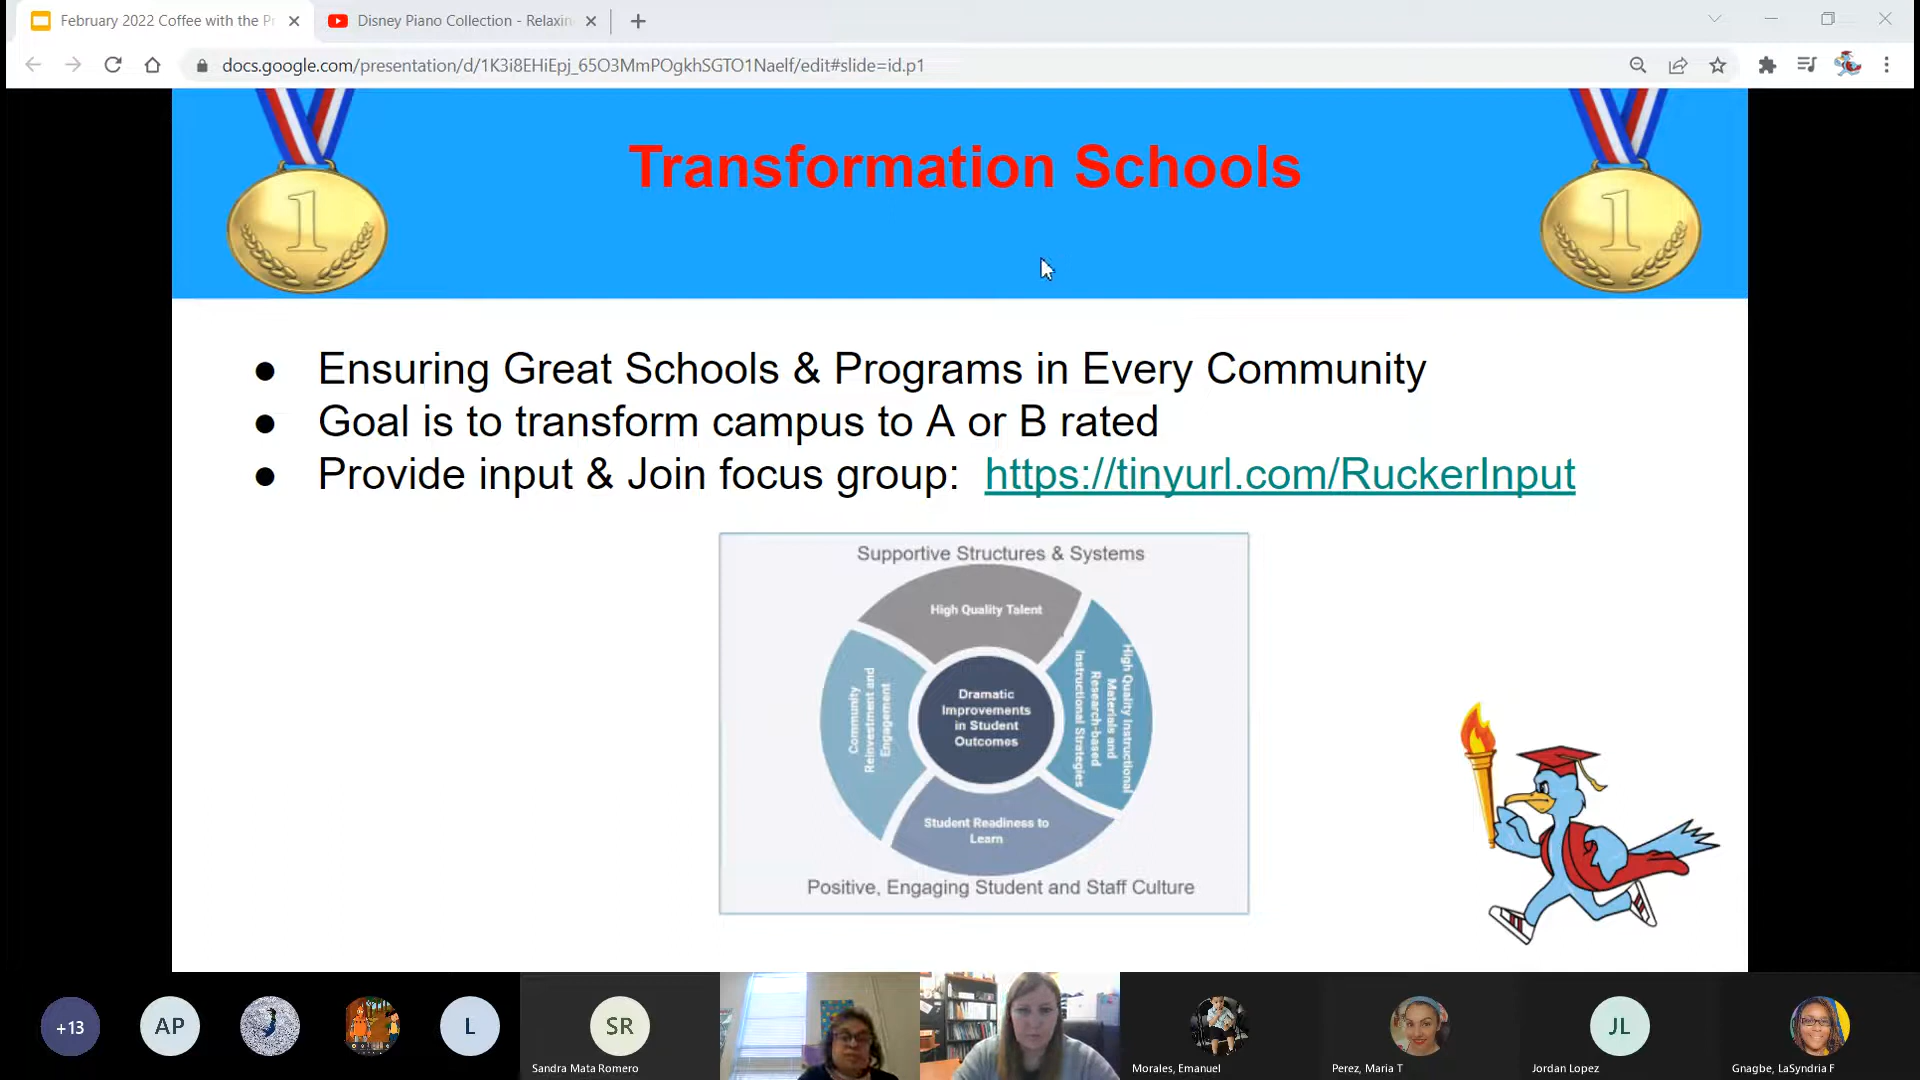 February 2022 Coffee with the Pr
Disney Piano Collection - Relaxin
docs.google.com/presentation/d/1K3i8EHiEpj_65O3MmPOgkhSGTO1Naelf/edit#slide=id.p1
1
Transformation Schools
1
● Ensuring Great Schools & Programs in Every Community
● Goal is to transform campus to A or B rated
● Provide input & Join focus group: https://tinyurl.com/RuckerInput
Supportive Structures & Systems
High Quality Talent
Community
Reinvestment and
Engagement
Dramatic
Improvements
in Student
Outcomes
High Quality Instructional
Materials and
Research-based
Instructional Strategies
Student Readiness to
Learn
Positive, Engaging Student and Staff Culture
+13
AP
L
SR
JL
Sandra Mata Romero
Morales, Emanuel
Perez, Maria T
Jordan Lopez
Gnagbe, LaSyndria F